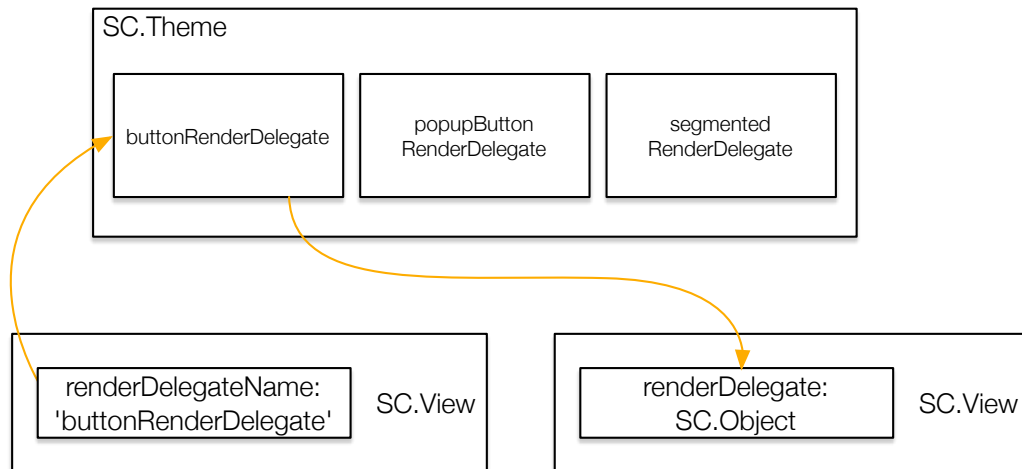 SC.Theme
buttonRenderDelegate
popupButton
RenderDelegate
segmented
RenderDelegate
renderDelegateName:
'buttonRenderDelegate'
SC.View
renderDelegate:
SC.Object
SC.View